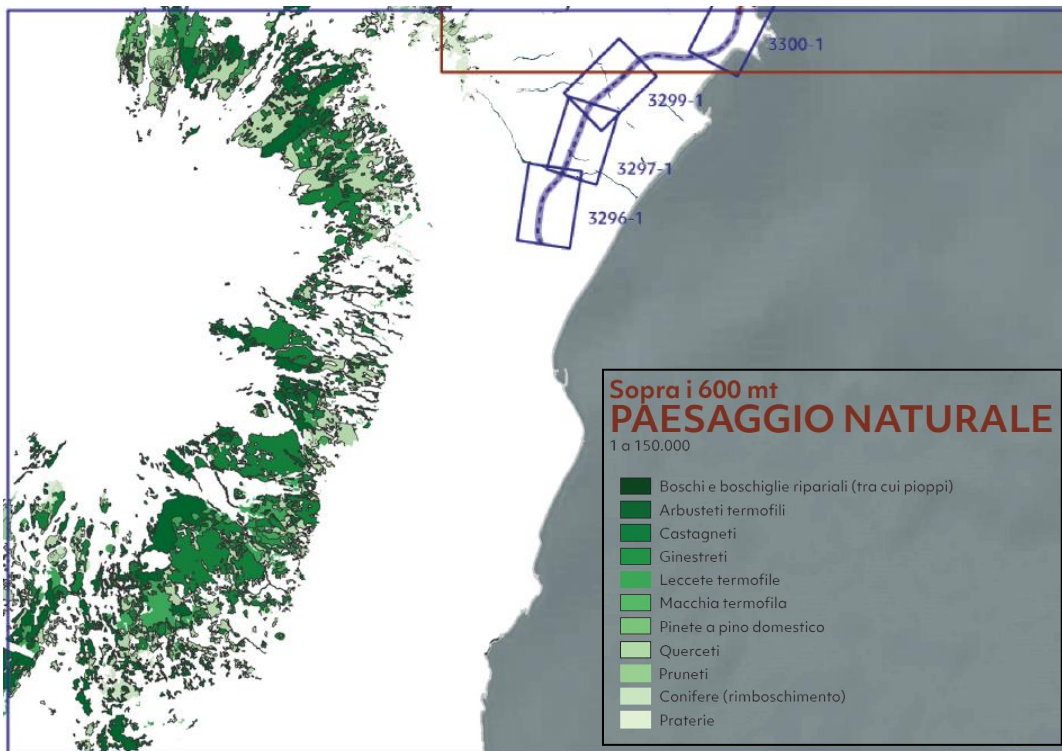 3300-1
3299-1
3297-1
3296-1
Sopra i 600 mt
PAESAGGIO NATURALE
1 a 150.000
Boschi e boschiglie ripariali (tra cui pioppi)
Arbusteti termofili
Castagneti
Ginestreti
Leccete termofile
Macchia termofila
Pinete a pino domestico
Querceti
Pruneti
Conifere (rimboschimento)
Praterie